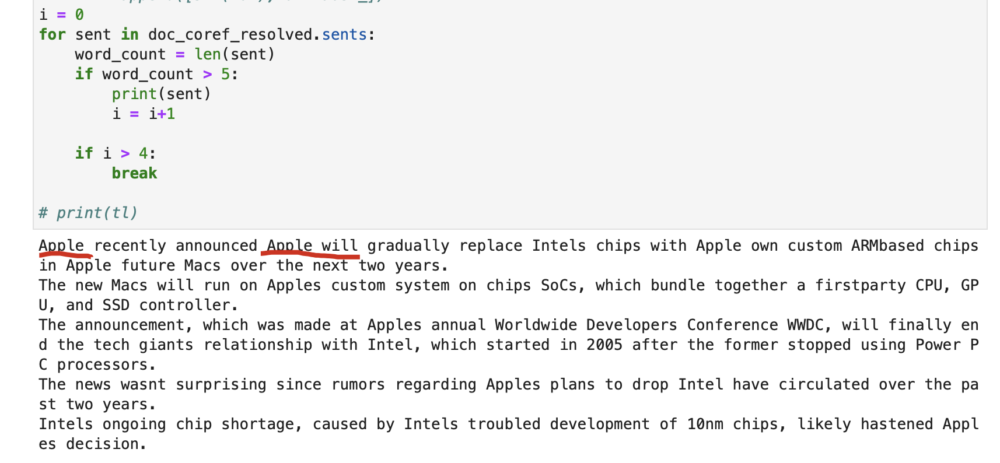 i = 0
for sent in doc_coref_resolved.sents:
    word_count = len(sent)
    if word_count > 5:
        print(sent)
        i = i+1
    if i > 4:
        break
# print(tl)
Apple recently announced Apple will gradually replace Intels chips with Apple own custom ARMbased chips
in Apple future Macs over the next two years.
The new Macs will run on Apples custom system on chips SoCs, which bundle together a firstparty CPU, GP
U, and SSD controller.
The announcement, which was made at Apples annual Worldwide Developers Conference WWDC, will finally en
d the tech giants relationship with Intel, which started in 2005 after the former stopped using Power P
C processors.
The news wasnt surprising since rumors regarding Apples plans to drop Intel have circulated over the pa
st two years.
Intels ongoing chip shortage, caused by Intels troubled development of 10nm chips, likely hastened Appl
es decision.